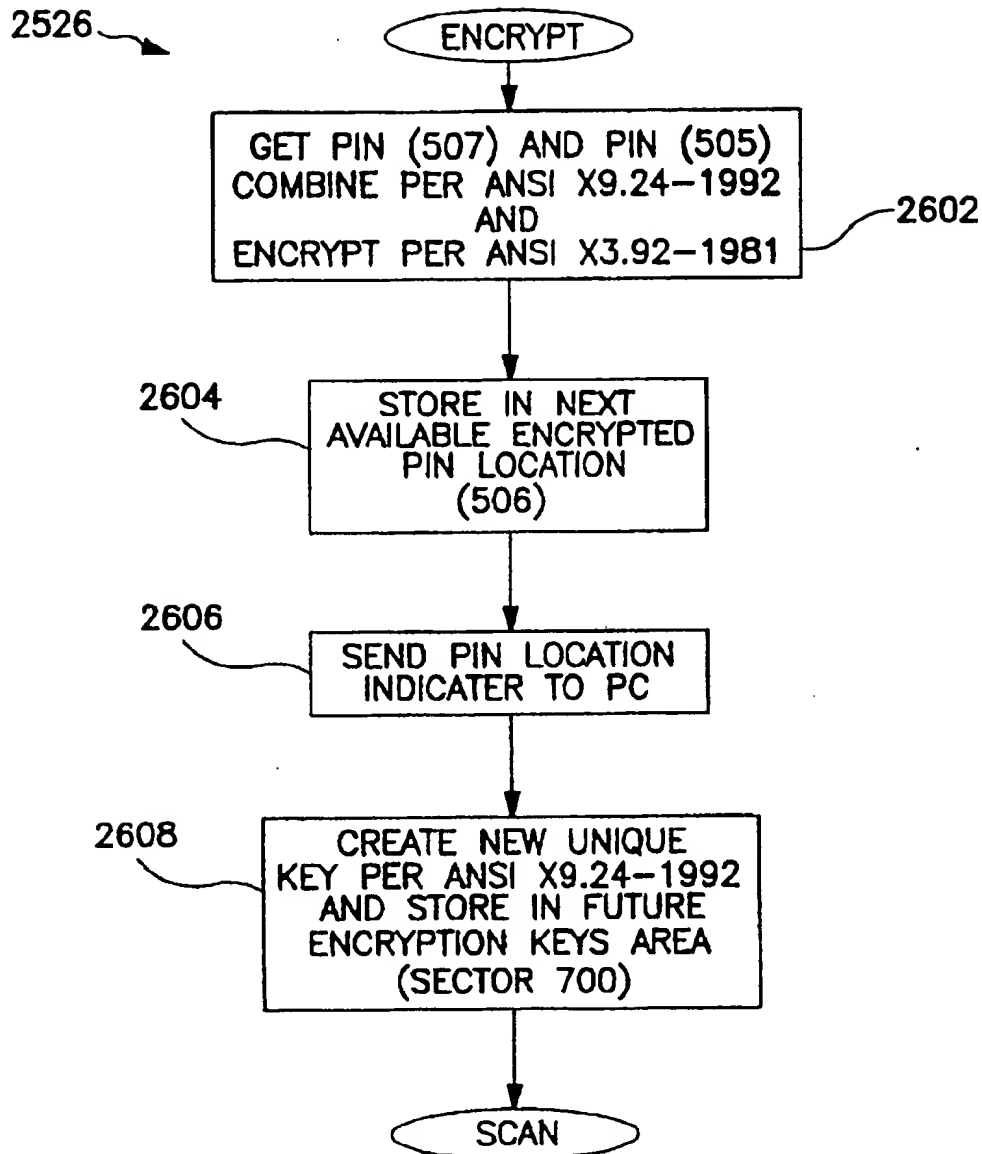 2526
ENCRYPT
GET PIN (507) AND PIN (505)
COMBINE PER ANSI X9.24-1992
AND
ENCRYPT PER ANSI X3.92-1981
2602
2604
STORE IN NEXT
AVAILABLE ENCRYPTED
PIN LOCATION
(506)
2606
SEND PIN LOCATION
INDICATER TO PC
2608
CREATE NEW UNIQUE
KEY PER ANSI X9.24-1992
AND STORE IN FUTURE
ENCRYPTION KEYS AREA
(SECTOR 700)
SCAN